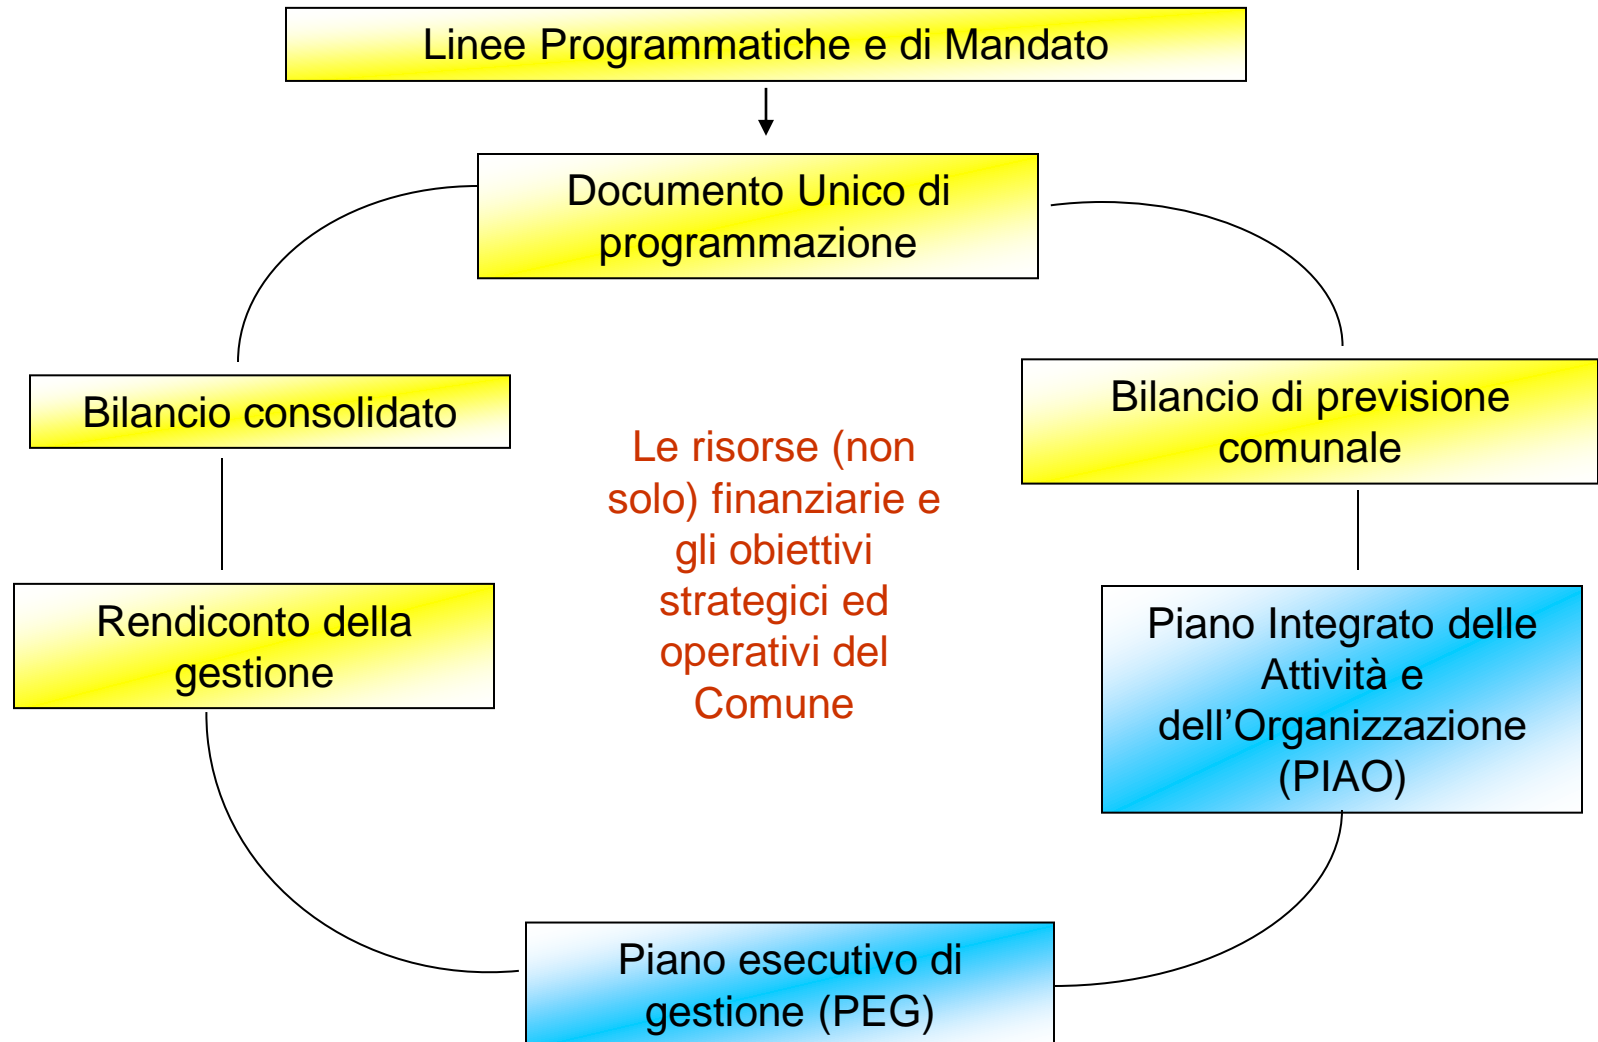 Linee Programmatiche e di Mandato
Documento Unico di
programmazione
Bilancio consolidato
Bilancio di previsione
comunale
Le risorse (non
solo) finanziarie e
gli obiettivi
strategici ed
operativi del
Comune
Rendiconto della
gestione
Piano Integrato delle
Attività e
dell’Organizzazione
(PIAO)
Piano esecutivo di
gestione (PEG)